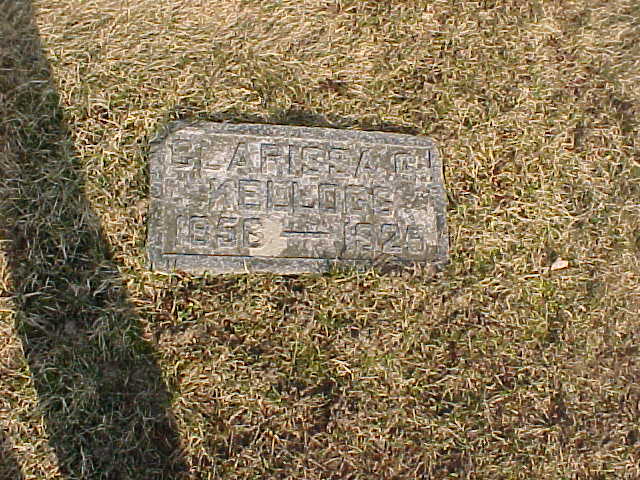 CLARISSA C.
KELLOGG
1856 — 1925